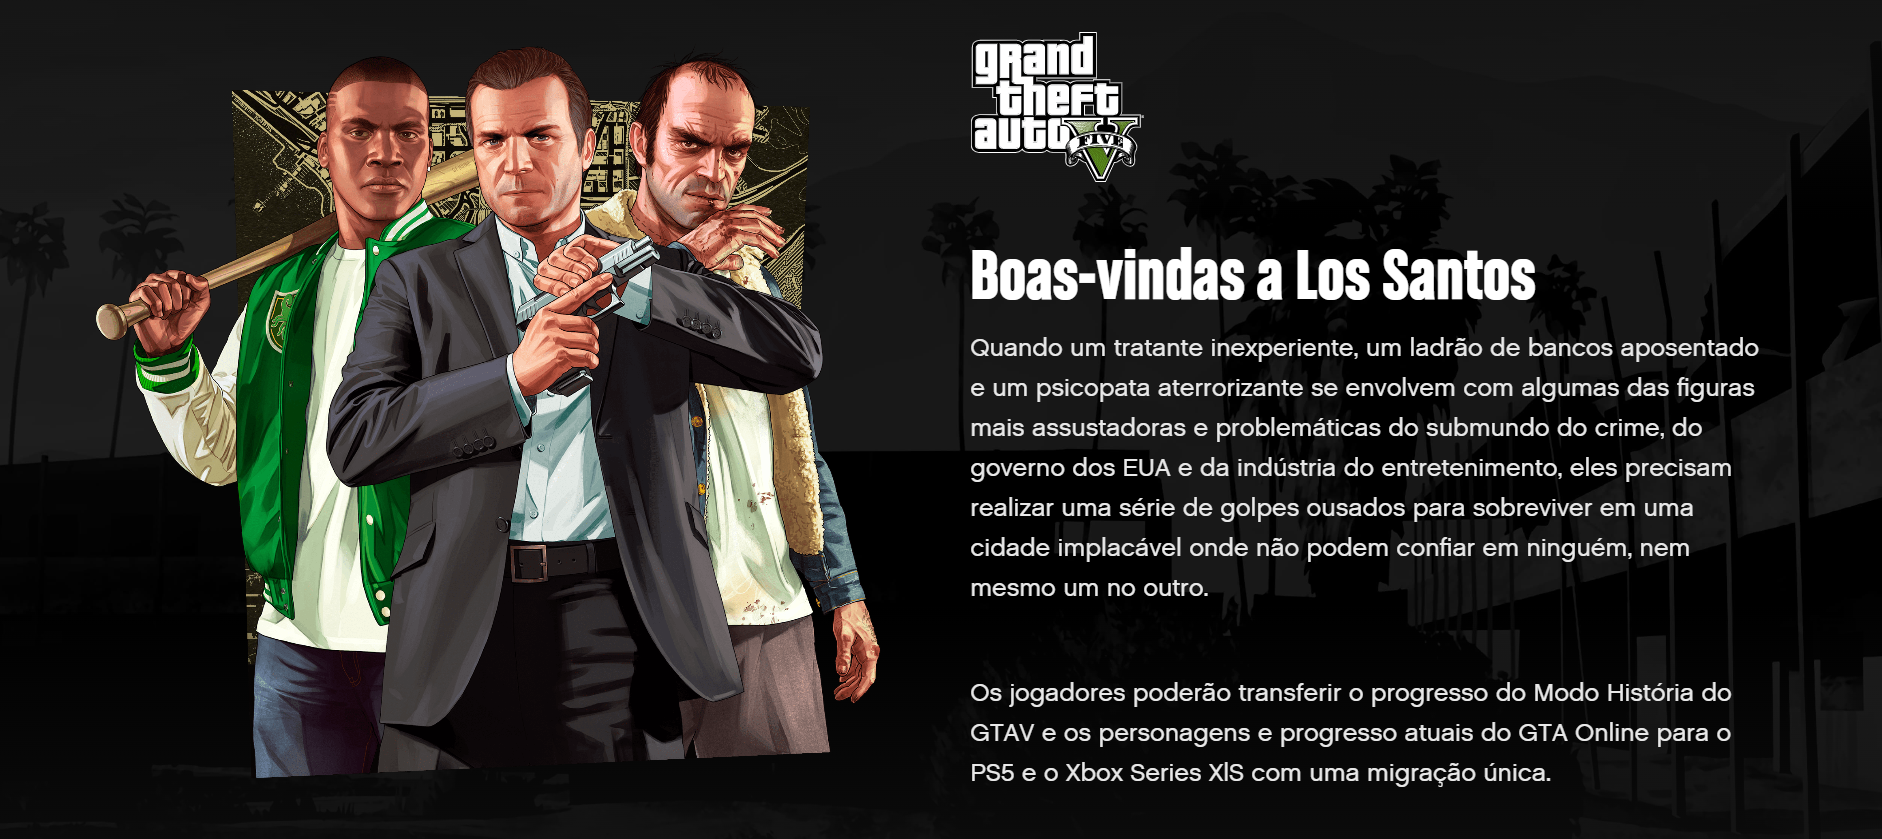 grand
theft
auto V
FIVE
Boas-vindas a Los Santos
Quando um tratante inexperiente, um ladrão de bancos aposentado
e um psicopata aterrorizante se envolvem com algumas das figuras
mais assustadoras e problemáticas do submundo do crime, do
governo dos EUA e da indústria do entretenimento, eles precisam
realizar uma série de golpes ousados para sobreviver em uma
cidade implacável onde não podem confiar em ninguém, nem
mesmo um no outro.
Os jogadores poderão transferir o progresso do Modo História do
GTAV e os personagens e progresso atuais do GTA Online para o
PS5 e o Xbox Series XlS com uma migração única.